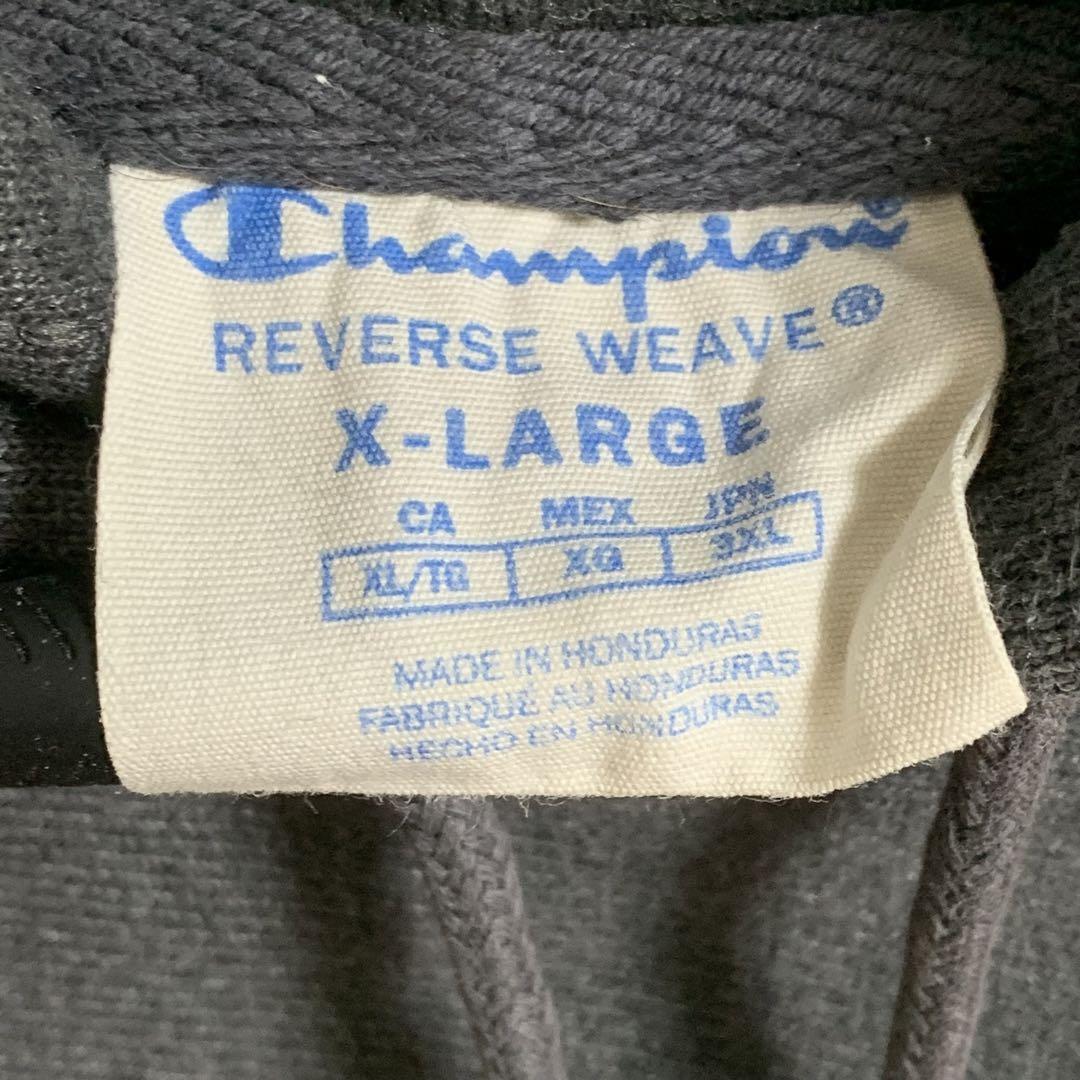 Champion®
REVERSE WEAVE®
X-LARGE
CA MEX JPN
XL/TG XG 3XL
MADE IN HONDURAS
FABRIQUÉ AU HONDURAS
HECHO EN HONDURAS